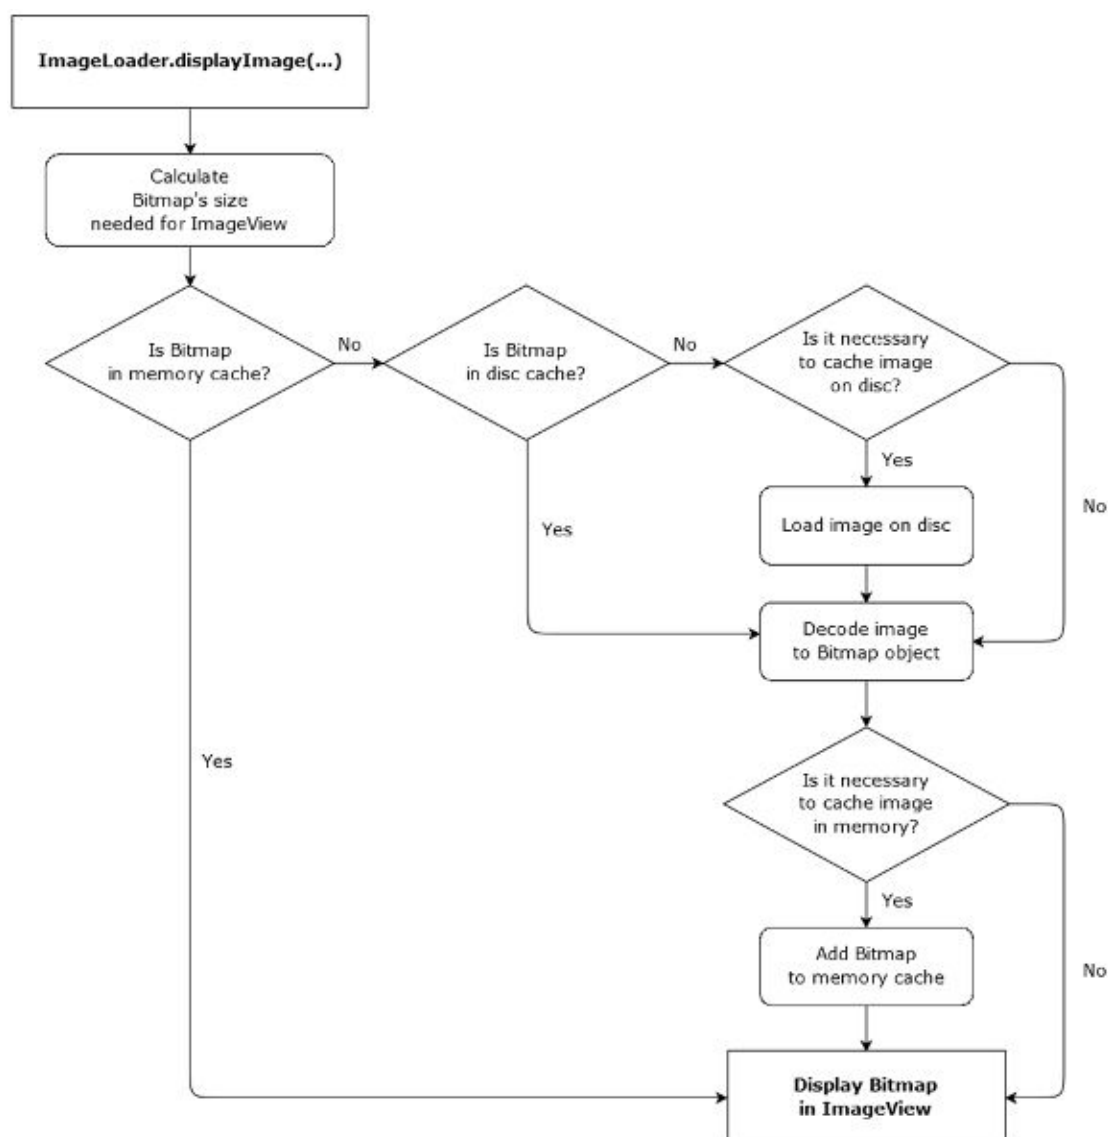 ImageLoader.displayImage(...)
Calculate
Bitmap's size
needed for ImageView
Is Bitmap
in memory cache?
No
Is Bitmap
in disc cache?
No
Is it necessary
to cache image
on disc?
Yes
No
Load image on disc
Yes
Decode image
to Bitmap object
Yes
Is it necessary
to cache image
in memory?
Yes
No
Add Bitmap
to memory cache
Display Bitmap
in ImageView